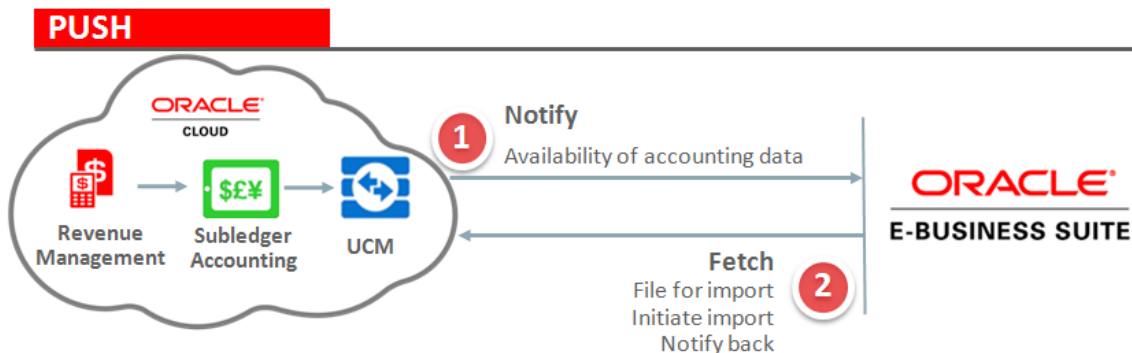 PUSH
ORACLE
CLOUD
$
$
$£¥
Revenue
Management
Subledger
Accounting
UCM
1
Notify
Availability of accounting data
Fetch
File for import
Initiate import
Notify back
2
ORACLE
E-BUSINESS SUITE